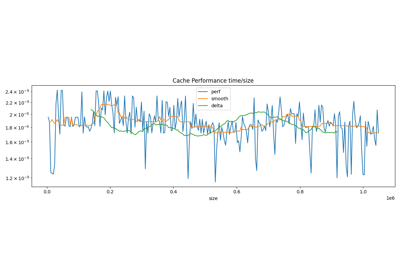 Cache Performance time/size
2.4 × 10⁻⁵
2.2 × 10⁻⁵
2 × 10⁻⁵
1.8 × 10⁻⁵
1.6 × 10⁻⁵
1.4 × 10⁻⁵
1.2 × 10⁻⁵
perf
smooth
delta
0.0 0.2 0.4 0.6 0.8 1.0
1e6
size